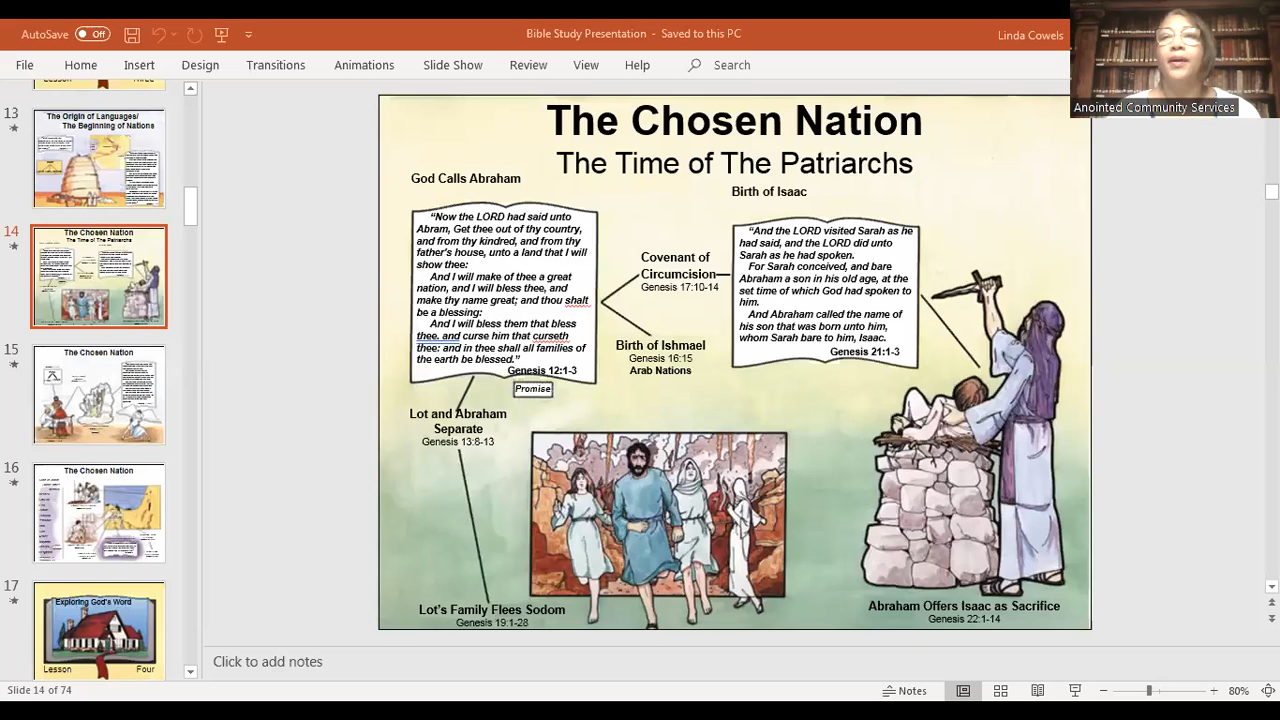 AutoSave Off
Bible Study Presentation - Saved to this PC
Linda Cowels
File Home Insert Design Transitions Animations Slide Show Review View Help Search
Anointed Community Services
Lesson Three
13
The Origin of Languages/
The Beginning of Nations
14
The Chosen Nation
The Time of The Patriarchs
15
The Chosen Nation
16
The Chosen Nation
17
Exploring God's Word
Lesson Four
The Chosen Nation
The Time of The Patriarchs
God Calls Abraham
"Now the LORD had said unto
Abram, Get thee out of thy country,
and from thy kindred, and from thy
father's house, unto a land that I will
show thee:
And I will make of thee a great
nation, and I will bless thee, and
make thy name great; and thou shalt
be a blessing:
And I will bless them that bless
thee, and curse him that curseth
thee: and in thee shall all families of
the earth be blessed."
Genesis 12:1-3
Promise
Covenant of
Circumcision
Genesis 17:10-14
Birth of Ishmael
Genesis 16:15
Arab Nations
Birth of Isaac
"And the LORD visited Sarah as he
had said, and the LORD did unto
Sarah as he had spoken.
For Sarah conceived, and bare
Abraham a son in his old age, at the
set time of which God had spoken to
him.
And Abraham called the name of
his son that was born unto him,
whom Sarah bare to him, Isaac.
Genesis 21:1-3
Lot and Abraham
Separate
Genesis 13:8-13
Lot's Family Flees Sodom
Genesis 19:1-28
Abraham Offers Isaac as Sacrifice
Genesis 22:1-14
Click to add notes
Slide 14 of 74
Notes
80%